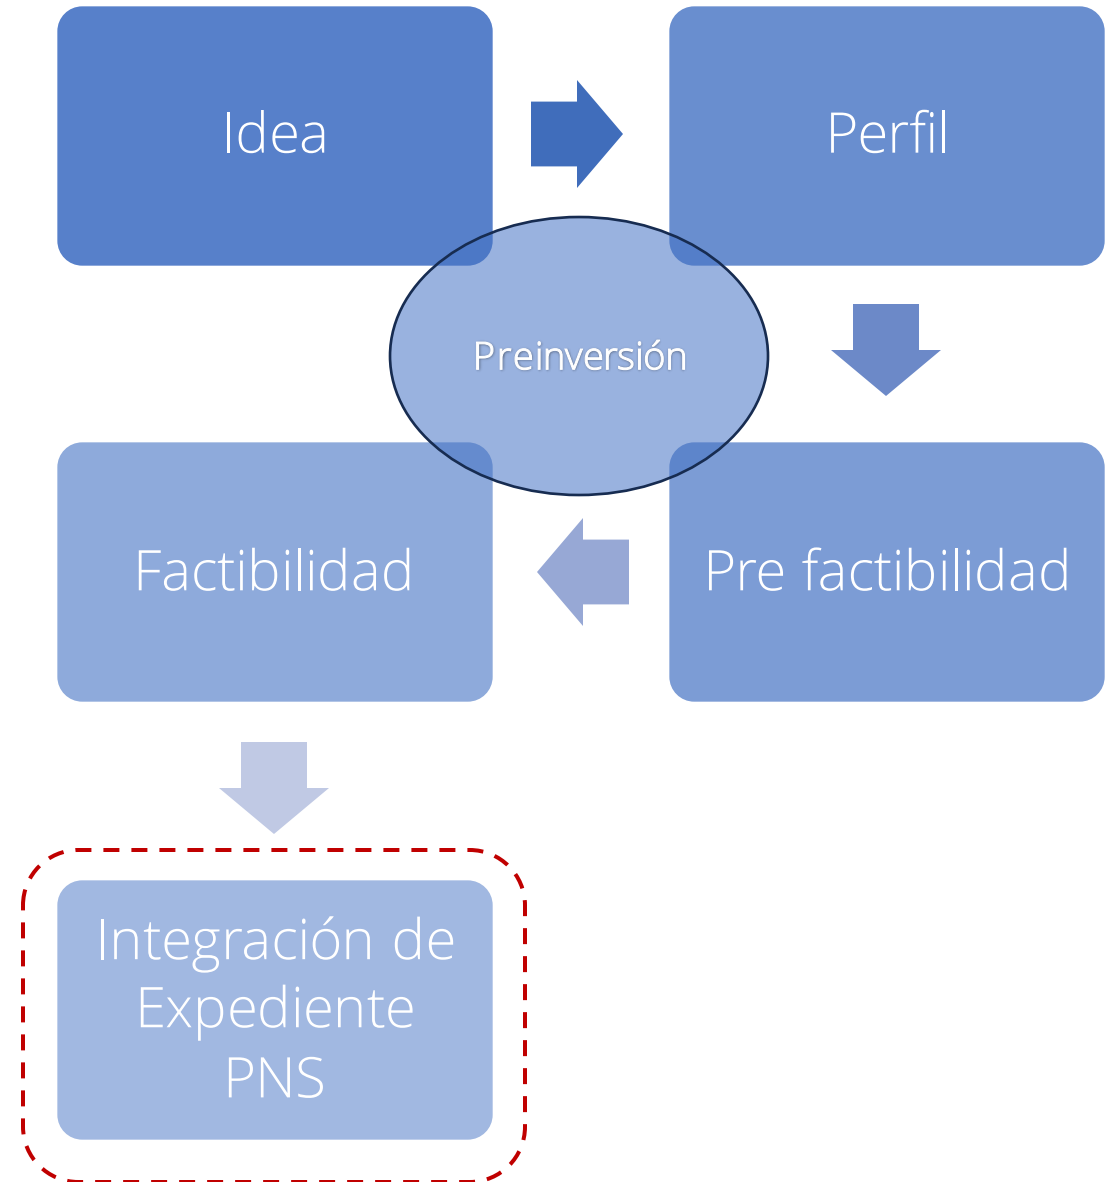 Idea
Perfil
Preinversión
Factibilidad
Pre factibilidad
Integración de
Expediente
PNS